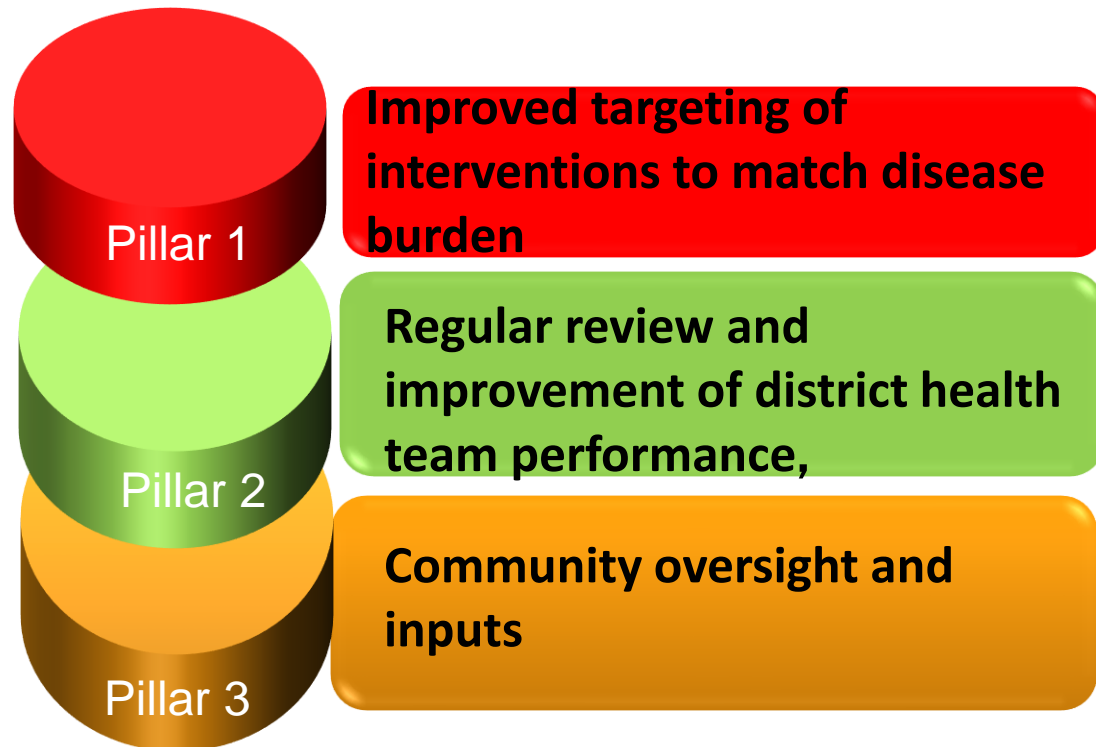 Pillar 1
Improved targeting of
interventions to match disease
burden
Pillar 2
Regular review and
improvement of district health
team performance,
Pillar 3
Community oversight and
inputs